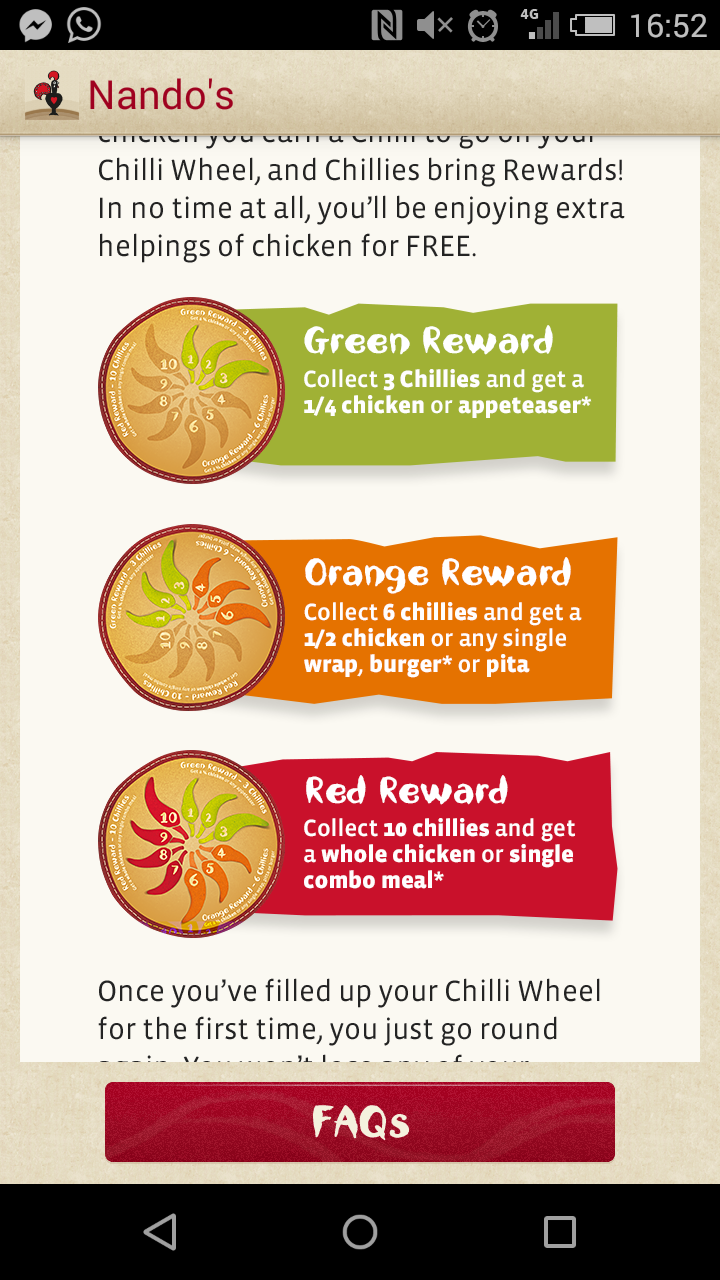 4G 16:52
Nando's
Chilli Wheel, and Chillies bring Rewards!
In no time at all, you'll be enjoying extra
helpings of chicken for FREE.
Green Reward - 3 Chillies
Orange Reward - 6 Chillies
Red Reward - 10 Chillies
1 2 3 4 5 6 7 8 9 10
Green Reward
Collect 3 Chillies and get a
1/4 chicken or appeteaser*
Green Reward - 3 Chillies
Orange Reward - 6 Chillies
Red Reward - 10 Chillies
1 2 3 4 5 6 7 8 9 10
Orange Reward
Collect 6 chillies and get a
1/2 chicken or any single
wrap, burger* or pita
Green Reward - 3 Chillies
Orange Reward - 6 Chillies
Red Reward - 10 Chillies
1 2 3 4 5 6 7 8 9 10
Red Reward
Collect 10 chillies and get
a whole chicken or single
combo meal*
Once you've filled up your Chilli Wheel
for the first time, you just go round
FAQs